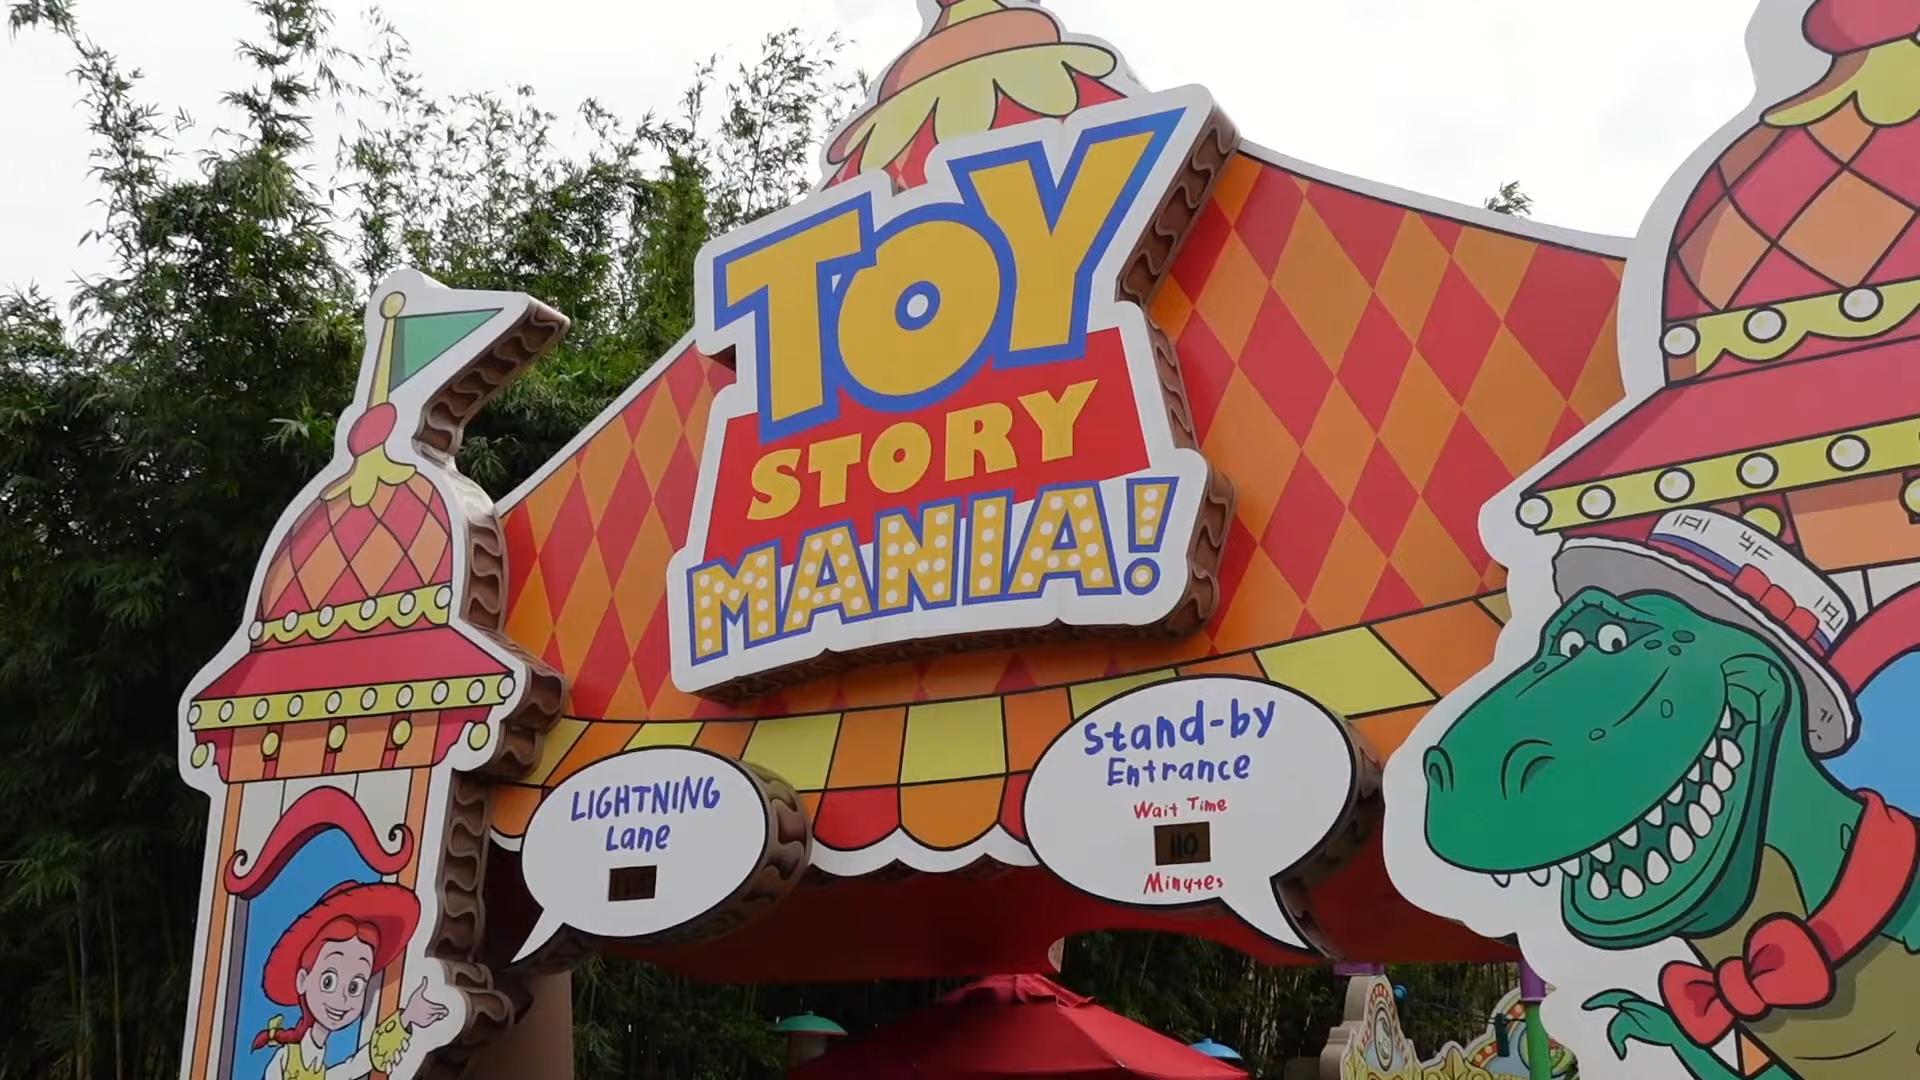 TOY
STORY
MANIA!
LIGHTNING
Lane
Stand-by
Entrance
Wait Time
110
Minutes